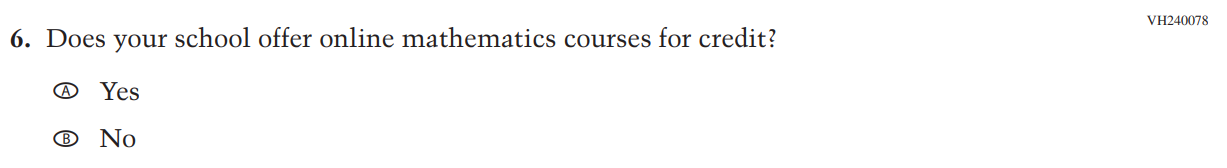 VH240078
6. Does your school offer online mathematics courses for credit?
A Yes
B No